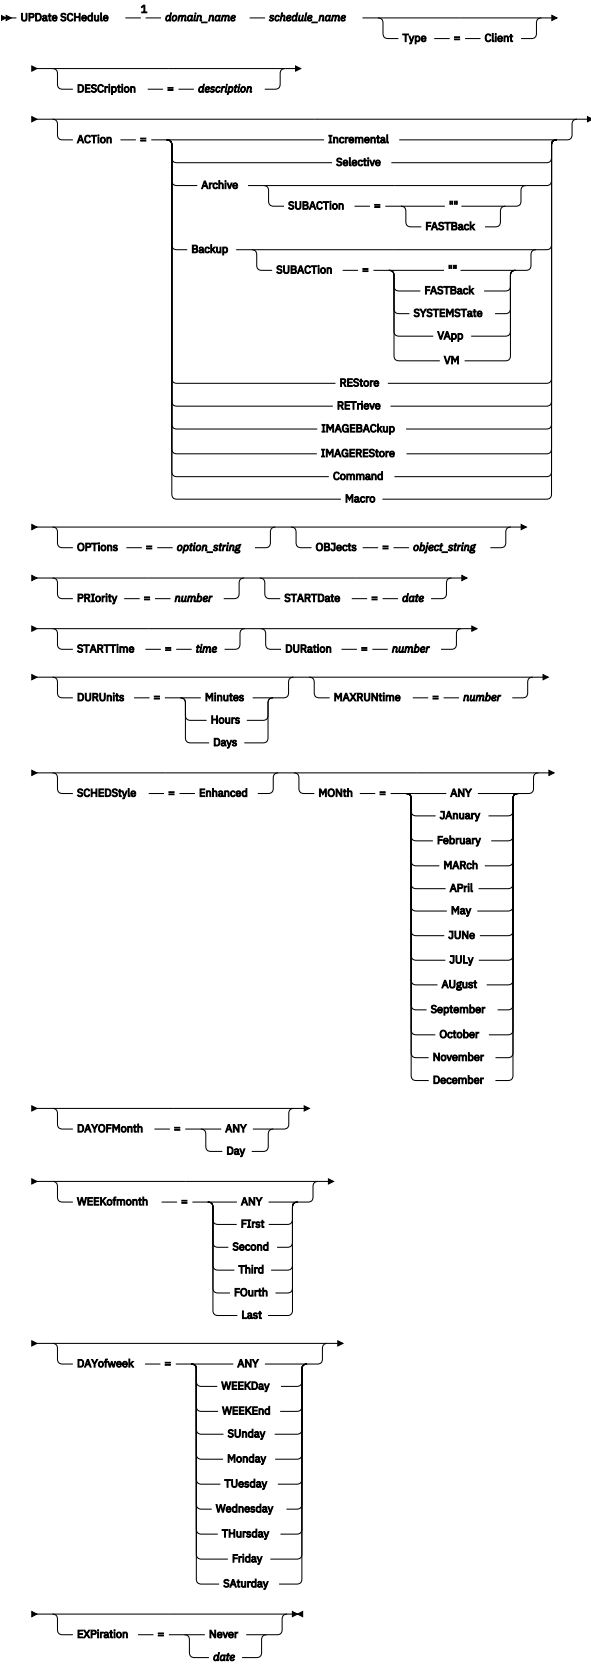 1
UPDate SCHedule — domain_name schedule_name
Type — = — Client
DESCription — = — description
ACTion — = Incremental
Selective
Archive
SUBACTion — = ""
FASTBack
Backup
SUBACTion — = ""
FASTBack
SYSTEMSTate
VApp
VM
REStore
RETrieve
IMAGEBACkup
IMAGEREStore
Command
Macro
OPTions — = — option_string OBJects — = — object_string
PRIority — = — number STARTDate — = — date
STARTTime — = — time DURation — = — number
DURUnits — = Minutes MAXRUNtime — = — number
Hours
Days
SCHEDStyle — = — Enhanced MONth — = ANY
JAnuary
February
MARch
APril
May
JUNe
JULy
AUgust
September
October
November
December
DAYOFMonth — = ANY
Day
WEEKofmonth — = ANY
FIrst
Second
Third
FOurth
Last
DAYofweek — = ANY
WEEKDay
WEEKEnd
SUnday
Monday
TUesday
Wednesday
THursday
Friday
SAturday
EXPiration — = Never
date